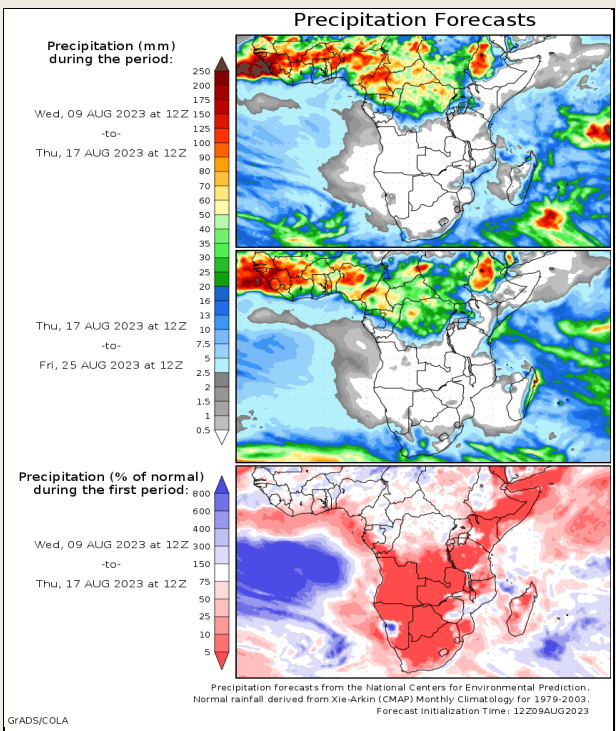 Precipitation Forecasts
Precipitation (mm)
during the period:
Wed, 09 AUG 2023 at 12Z
-to-
Thu, 17 AUG 2023 at 12Z
250
200
175
150
125
100
90
80
70
60
50
40
35
30
25
20
16
13
10
7.5
5
2.5
2
1.5
1
0.5
Thu, 17 AUG 2023 at 12Z
-to-
Fri, 25 AUG 2023 at 12Z
Precipitation (% of normal)
during the first period:
Wed, 09 AUG 2023 at 12Z
-to-
Thu, 17 AUG 2023 at 12Z
800
600
400
300
150
75
50
25
10
5
Precipitation forecasts from the National Centers for Environmental Prediction.
Normal rainfall derived from Xie-Arkin (CMAP) Monthly Climatology for 1979-2003.
Forecast Initialization Time: 12Z09AUG2023
GrADS/COLA